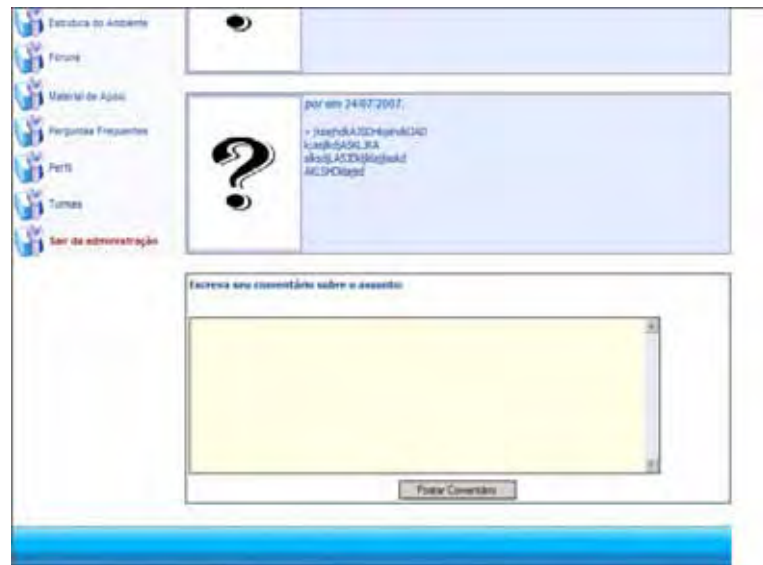 Estrutura do Ambiente
Fóruns
Material de Apoio
Perguntas Frequentes
Perfil
Turmas
Sair da administração
por em 24/07/2007.
Escreva seu comentário sobre o assunto:
Postar Comentário